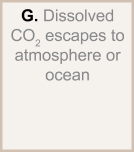 G. Dissolved
CO₂ escapes to
atmosphere or
ocean